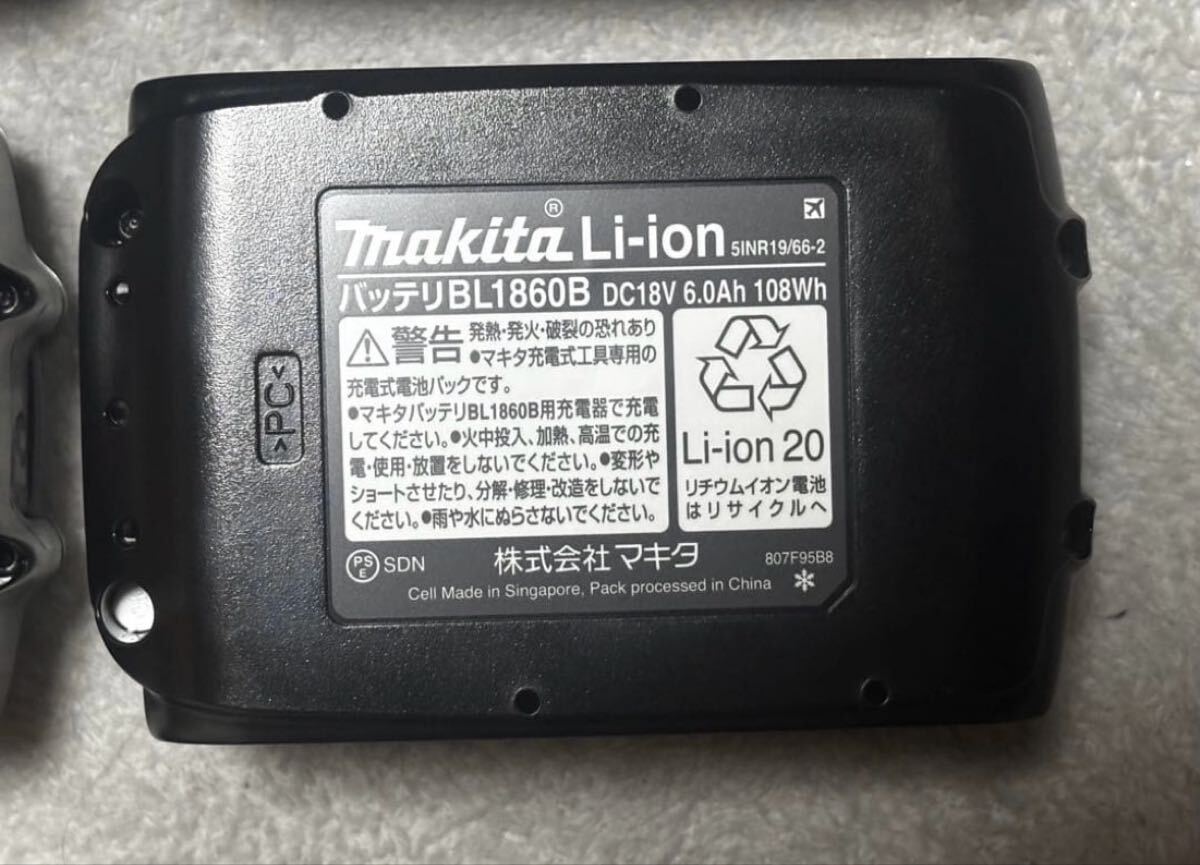 makita® Li-ion 5INR19/66-2
バッテリBL1860B DC18V 6.0Ah 108Wh
警告 発熱・発火・破裂の恐れあり
●マキタ充電式工具専用の
充電式電池パックです。
●マキタバッテリBL1860B用充電器で充電
してください。●火中投入、加熱、高温での充
電・使用・放置をしないでください。●変形や
ショートさせたり、分解・修理・改造をしないで
ください。●雨や水にぬらさないでください。
Li-ion 20
リチウムイオン電池
はリサイクルへ
PSE SDN 株式会社マキタ 807F95B8
Cell Made in Singapore, Pack processed in China
>PC<